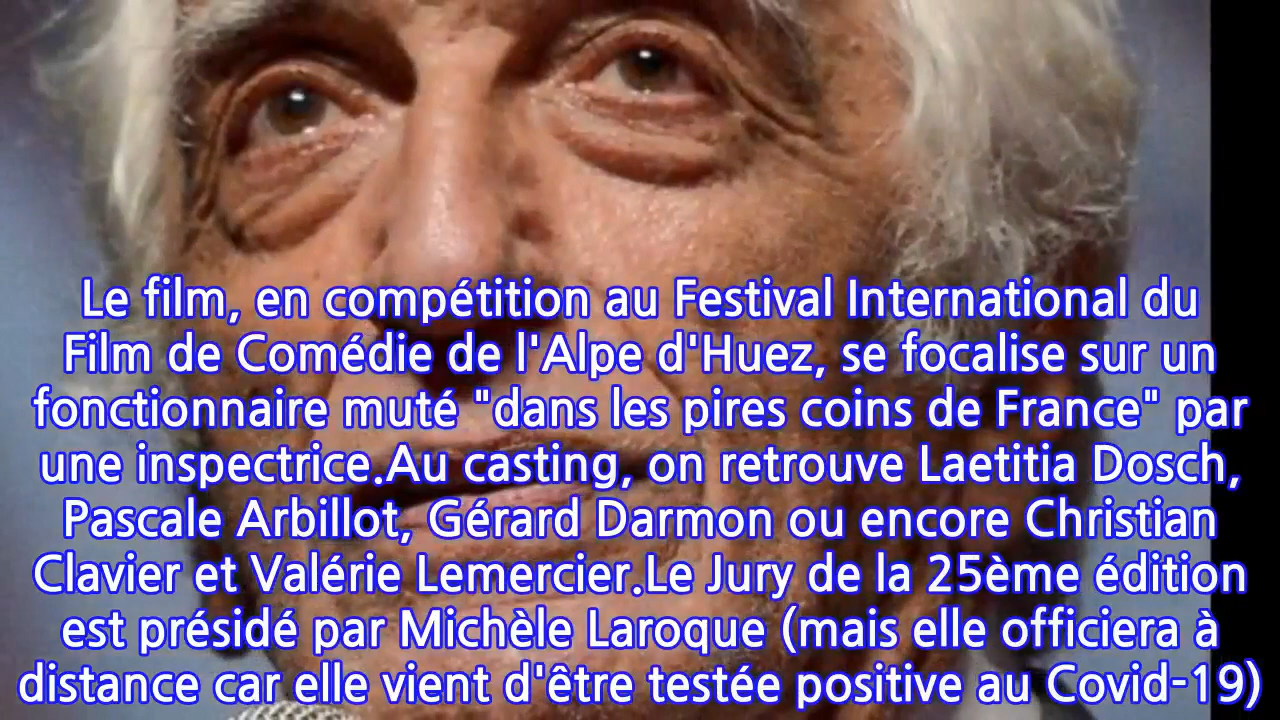 Le film, en compétition au Festival International du
Film de Comédie de l'Alpe d'Huez, se focalise sur un
fonctionnaire muté "dans les pires coins de France" par
une inspectrice.Au casting, on retrouve Laetitia Dosch,
Pascale Arbillot, Gérard Darmon ou encore Christian
Clavier et Valérie Lemercier.Le Jury de la 25ème édition
est présidé par Michèle Laroque (mais elle officiera à
distance car elle vient d'être testée positive au Covid-19)